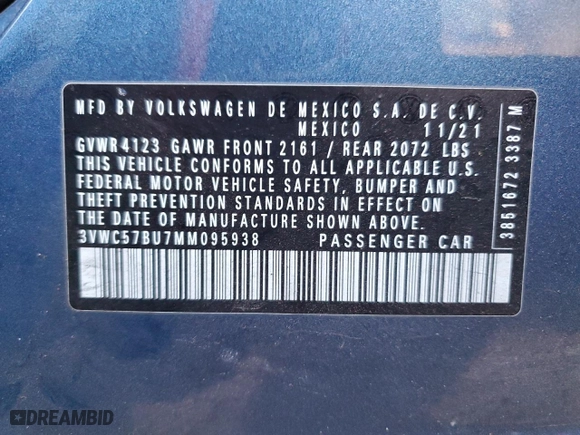 MFD BY VOLKSWAGEN DE MEXICO S.A. DE C.V.
MEXICO 11/21
GVWR4123 GAWR FRONT 2161 / REAR 2072 LBS
THIS VEHICLE CONFORMS TO ALL APPLICABLE U.S.
FEDERAL MOTOR VEHICLE SAFETY, BUMPER AND
THEFT PREVENTION STANDARDS IN EFFECT ON
THE DATE OF MANUFACTURE SHOWN ABOVE.
3VWC57BU7MM095938 PASSENGER CAR
3851672 3387 M
DREAMBID